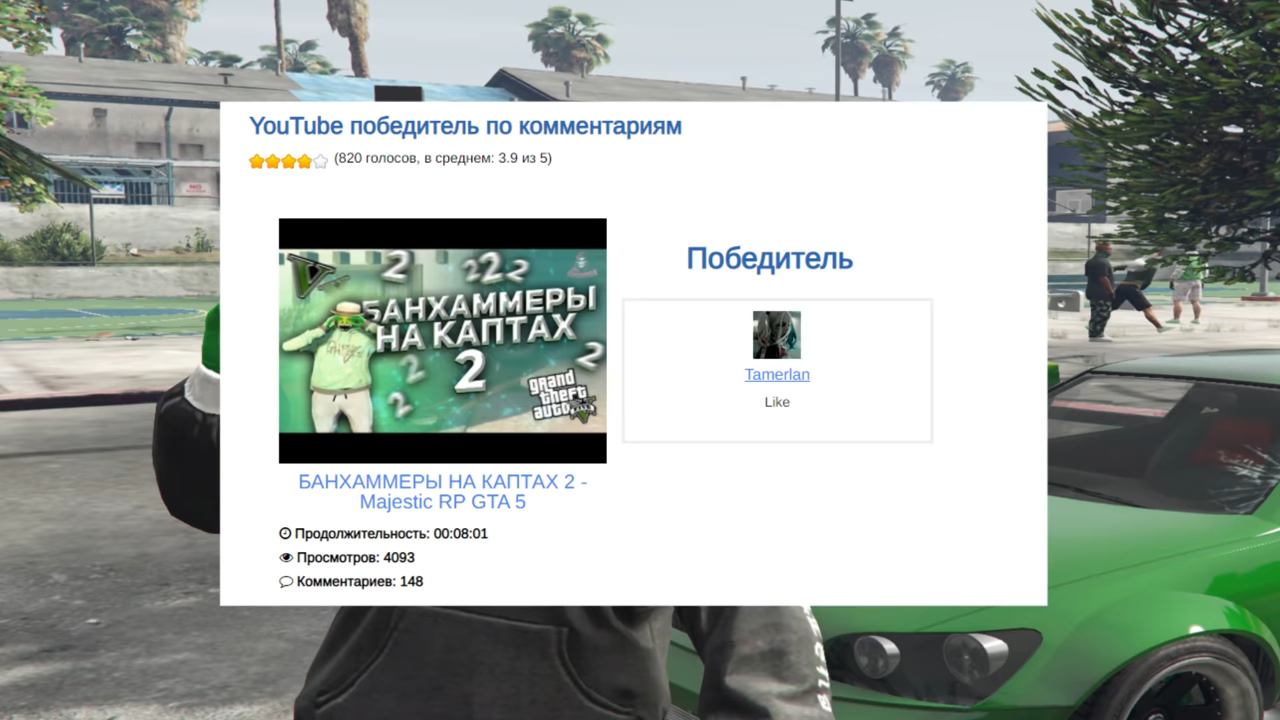 YouTube победитель по комментариям
(820 голосов, в среднем: 3.9 из 5)
V
2 222
БАНХАММЕРЫ
НА КАПТАХ
2
2
2
2
grand
theft
auto V
Победитель
Tamerlan
Like
БАНХАММЕРЫ НА КАПТАХ 2 -
Majestic RP GTA 5
Продолжительность: 00:08:01
Просмотров: 4093
Комментариев: 148
NO